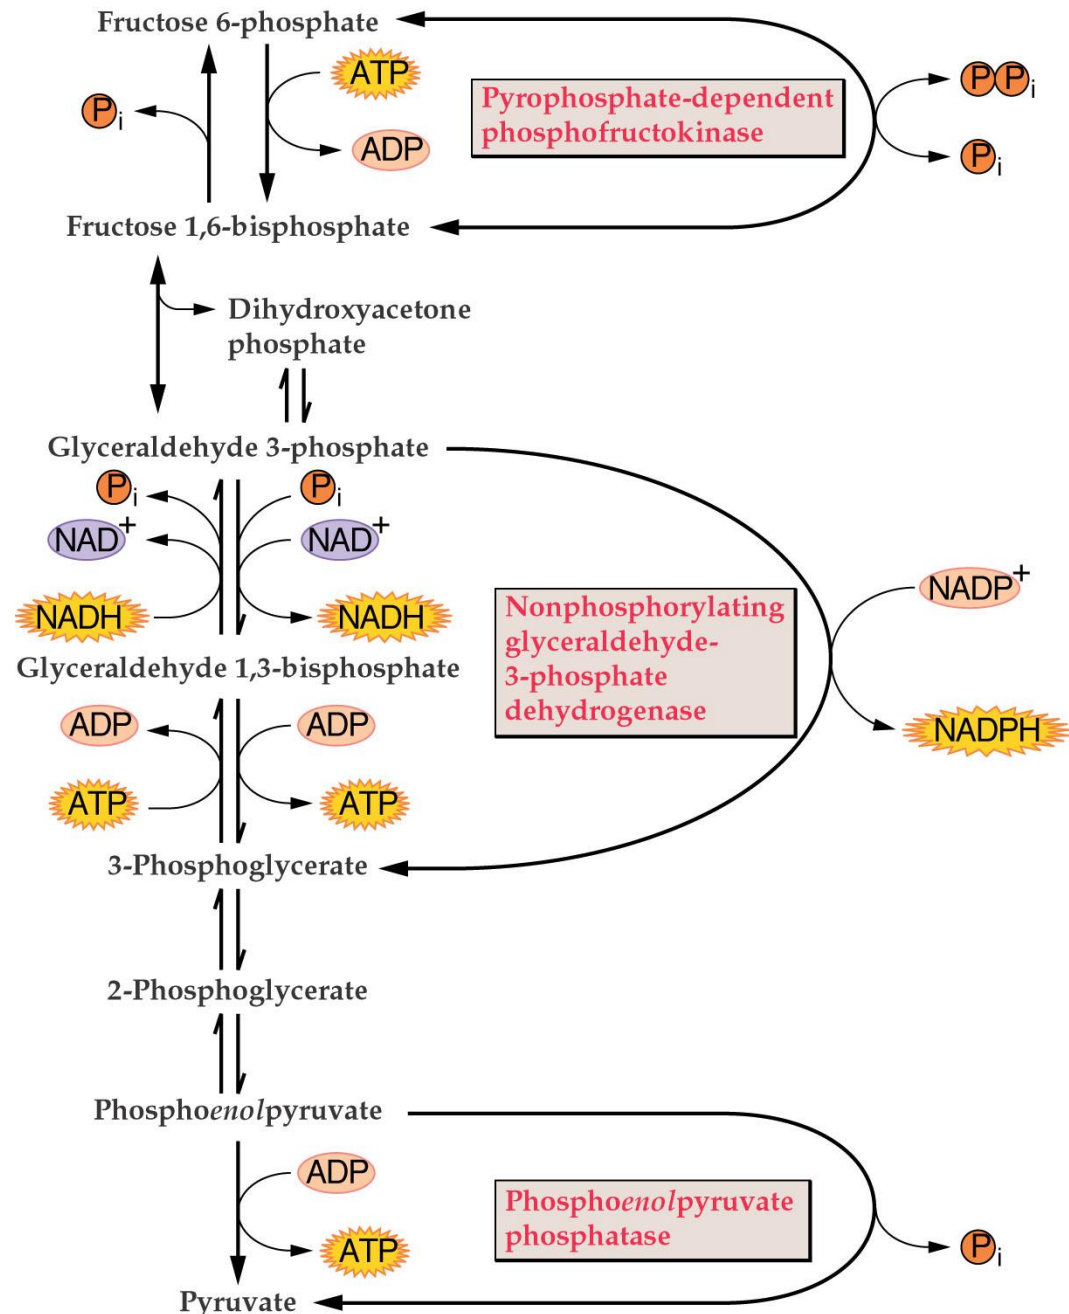 Fructose 6-phosphate
ATP
Pi
ADP
Pyrophosphate-dependent
phosphofructokinase
PPi
Pi
Fructose 1,6-bisphosphate
Dihydroxyacetone
phosphate
Glyceraldehyde 3-phosphate
Pi
Pi
NAD+
NAD+
NADH
NADH
Nonphosphorylating
glyceraldehyde-
3-phosphate
dehydrogenase
NADP+
NADPH
Glyceraldehyde 1,3-bisphosphate
ADP
ADP
ATP
ATP
3-Phosphoglycerate
2-Phosphoglycerate
Phosphoenolpyruvate
ADP
ATP
Phosphoenolpyruvate
phosphatase
Pi
Pyruvate